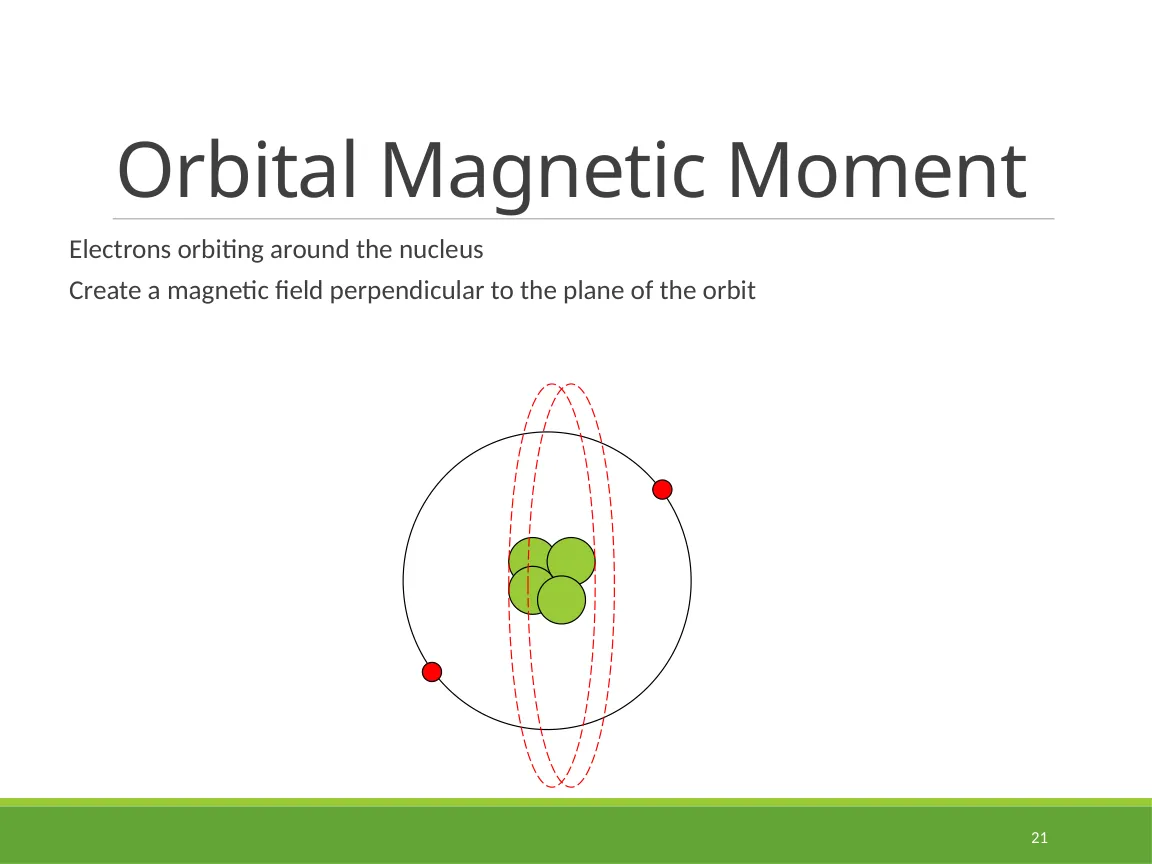 Orbital Magnetic Moment
Electrons orbiting around the nucleus
Create a magnetic field perpendicular to the plane of the orbit
21